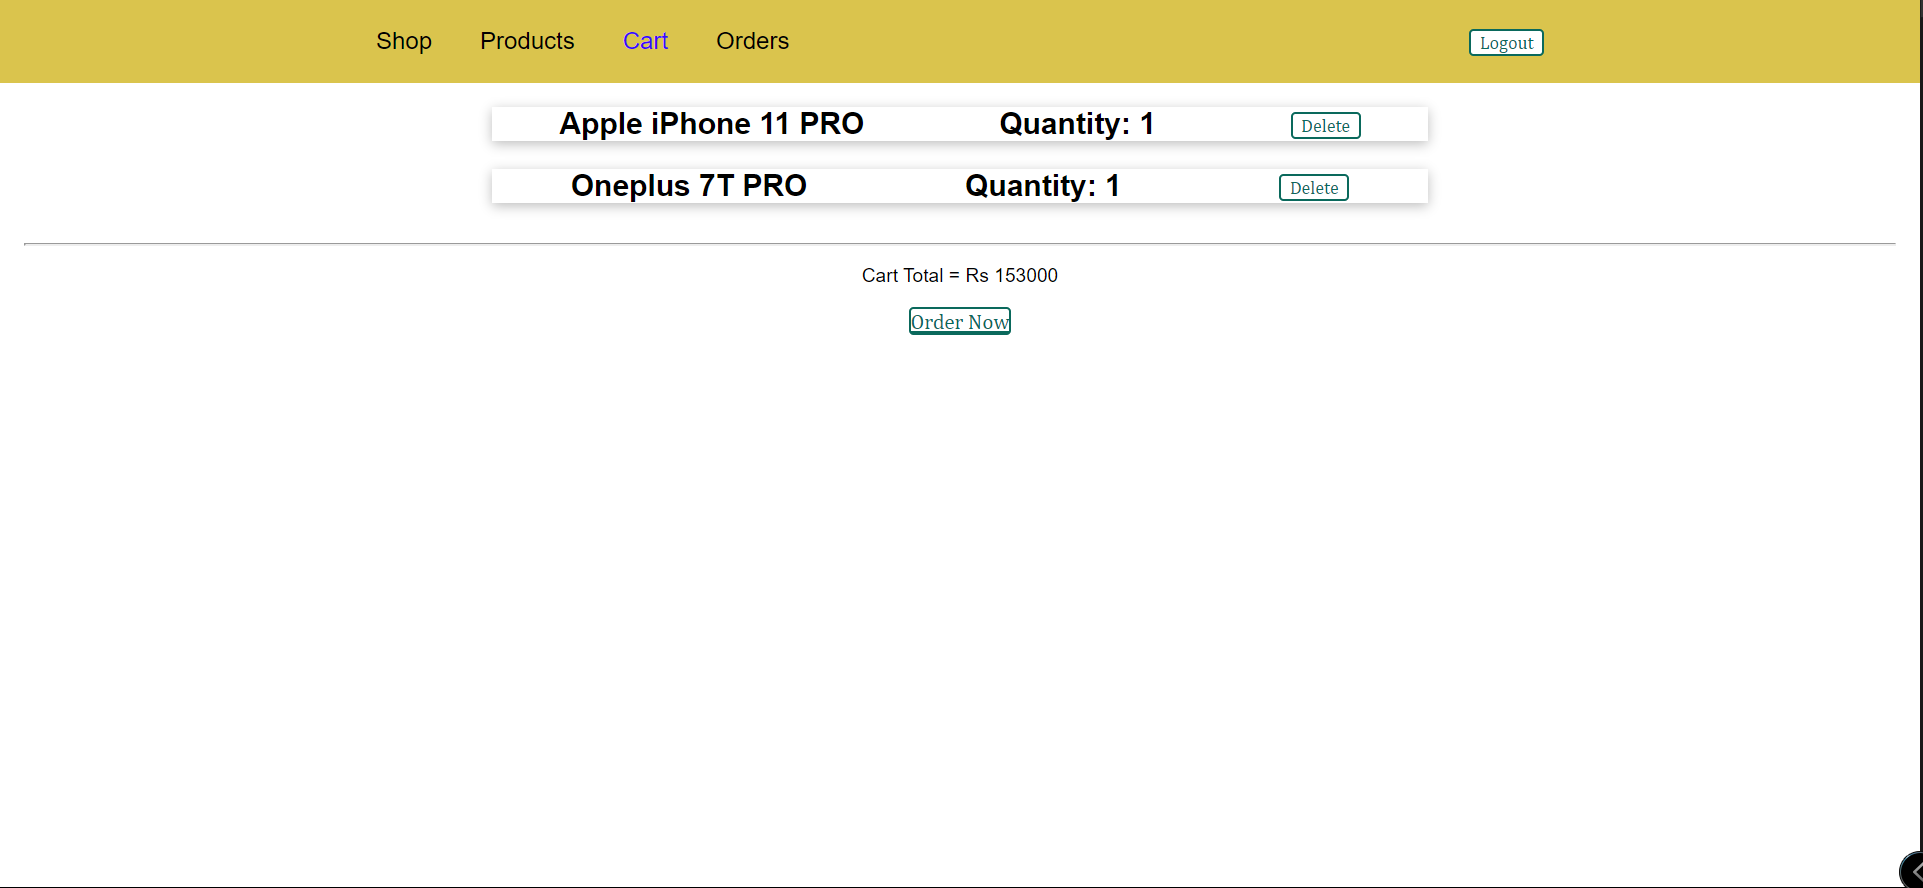 Shop Products Cart Orders Logout
Apple iPhone 11 PRO Quantity: 1 Delete
Oneplus 7T PRO Quantity: 1 Delete
Cart Total = Rs 153000
Order Now